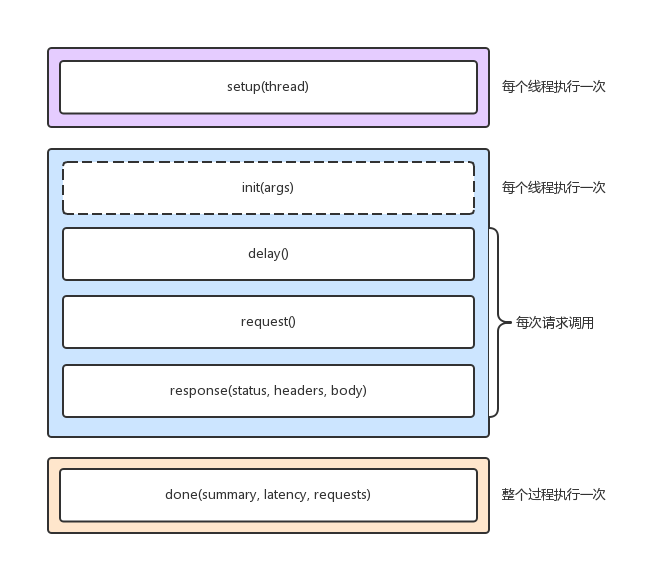 setup(thread)
每个线程执行一次
init(args)
每个线程执行一次
delay()
request()
每次请求调用
response(status, headers, body)
done(summary, latency, requests)
整个过程执行一次